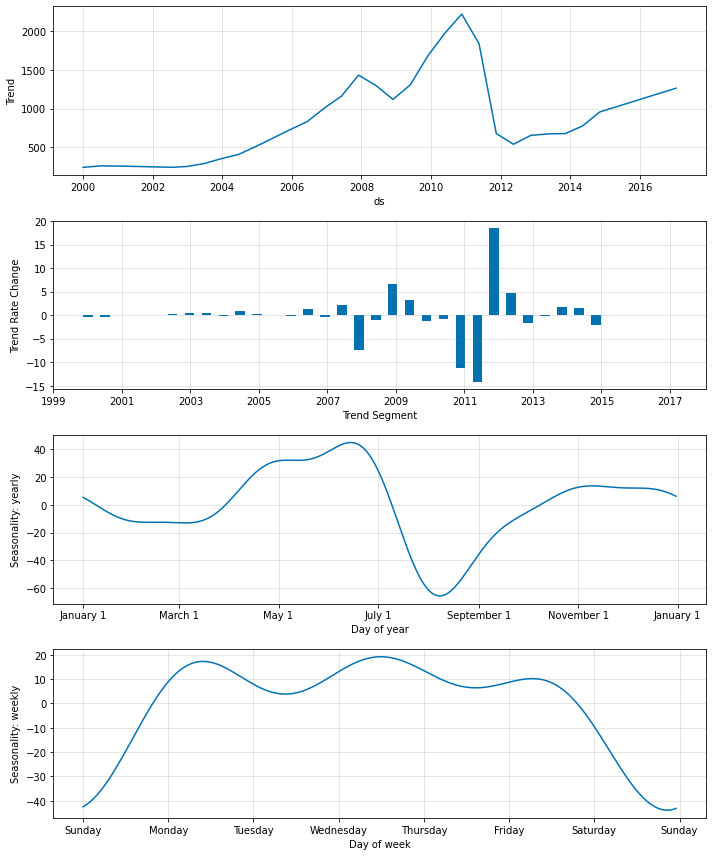 Trend
2000
1500
1000
500
2000 2002 2004 2006 2008 2010 2012 2014 2016
ds
Trend Rate Change
20
15
10
5
0
−5
−10
−15
1999 2001 2003 2005 2007 2009 2011 2013 2015 2017
Trend Segment
Seasonality: yearly
40
20
0
−20
−40
−60
January 1 March 1 May 1 July 1 September 1 November 1 January 1
Day of year
Seasonality: weekly
20
10
0
−10
−20
−30
−40
Sunday Monday Tuesday Wednesday Thursday Friday Saturday Sunday
Day of week